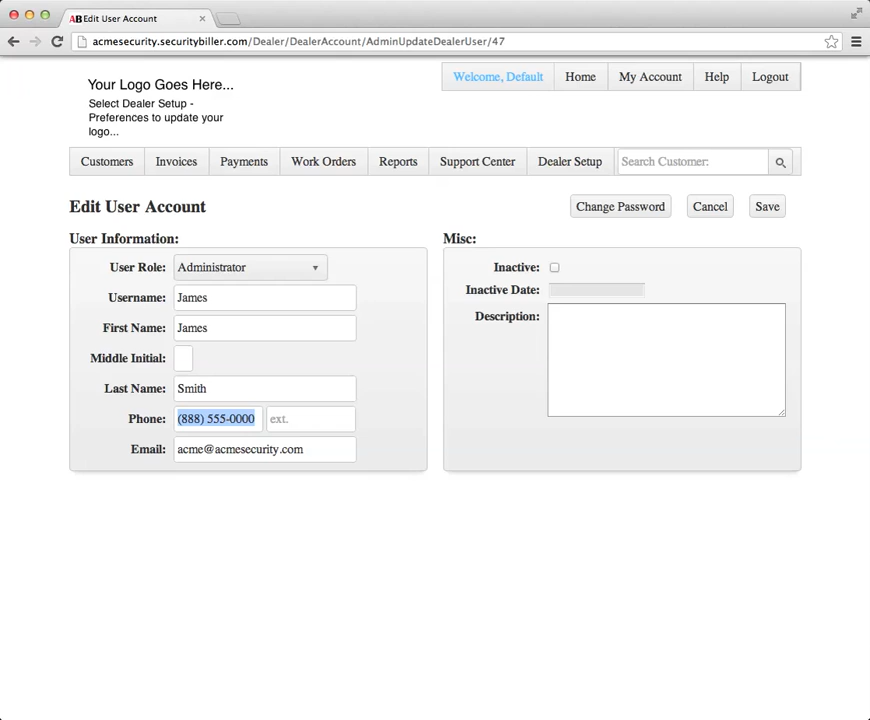 ABEdit User Account
acmesecurity.securitybiller.com/Dealer/DealerAccount/AdminUpdateDealerUser/47
Your Logo Goes Here...
Select Dealer Setup -
Preferences to update your
logo...
Welcome, Default Home My Account Help Logout
Customers Invoices Payments Work Orders Reports Support Center Dealer Setup Search Customer:
Edit User Account Change Password Cancel Save
User Information: Misc:
User Role: Administrator
Username: James
First Name: James
Middle Initial:
Last Name: Smith
Phone: (888) 555-0000 ext.
Email: acme@acmesecurity.com
Inactive:
Inactive Date:
Description: